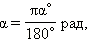 α = πα° / 180° рад,